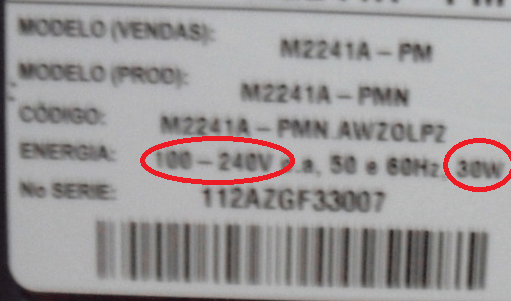 MODELO (VENDAS): M2241A – PM
MODELO (PROD): M2241A – PMN
CÓDIGO: M2241A – PMN.AWZOLPZ
ENERGIA: 100 – 240V c.a, 50 e 60Hz, 30W
No SERIE: 112AZGF33007